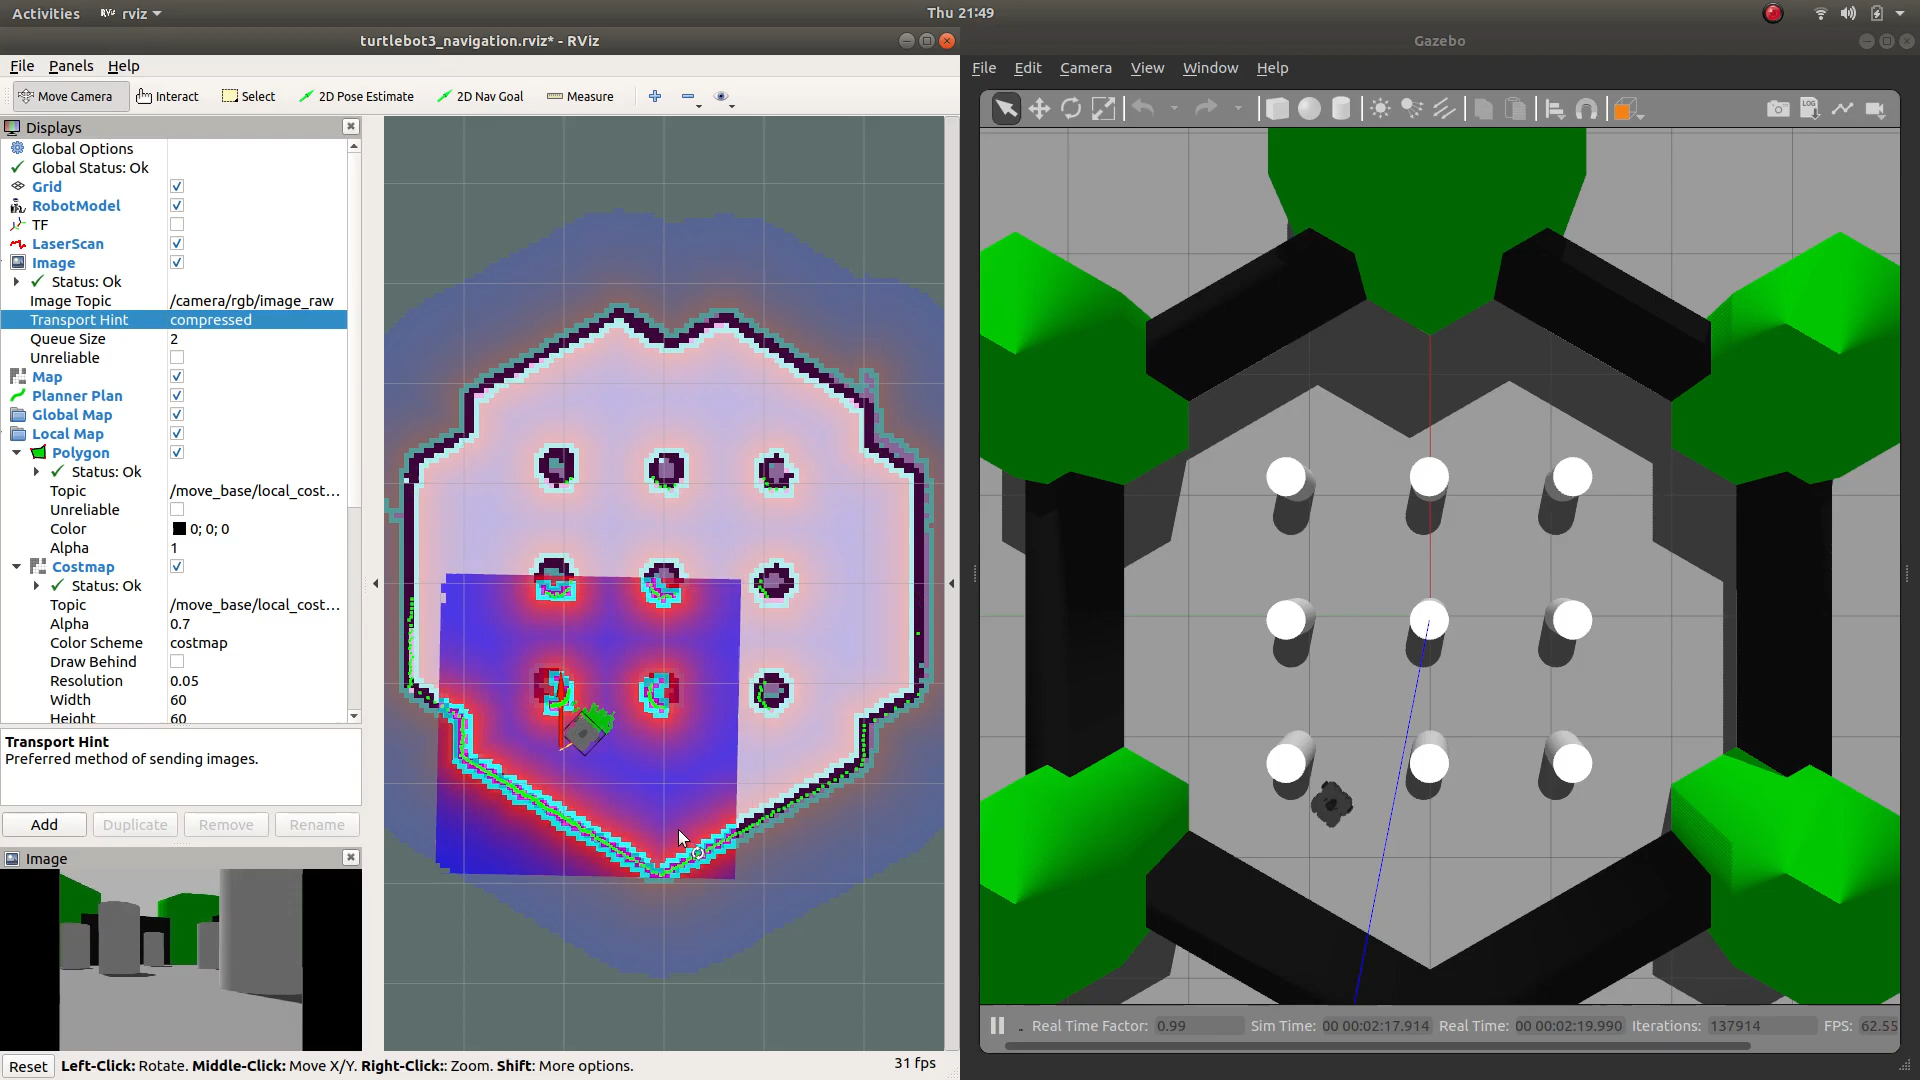 Activities rviz Thu 21:49
turtlebot3_navigation.rviz* - RViz
File Panels Help
Move Camera Interact Select 2D Pose Estimate 2D Nav Goal Measure
Displays
Global Options
Global Status: Ok
Grid
RobotModel
TF
LaserScan
Image
Status: Ok
Image Topic /camera/rgb/image_raw
Transport Hint compressed
Queue Size 2
Unreliable
Map
Planner Plan
Global Map
Local Map
Polygon
Status: Ok
Topic /move_base/local_cost...
Unreliable
Color 0; 0; 0
Alpha 1
Costmap
Status: Ok
Topic /move_base/local_cost...
Alpha 0.7
Color Scheme costmap
Draw Behind
Resolution 0.05
Width 60
Height 60
Transport Hint
Preferred method of sending images.
Add Duplicate Remove Rename
Image
Reset Left-Click: Rotate. Middle-Click: Move X/Y. Right-Click:: Zoom. Shift: More options. 31 fps
Gazebo
File Edit Camera View Window Help
LOG
Real Time Factor: 0.99 Sim Time: 00 00:02:17.914 Real Time: 00 00:02:19.990 Iterations: 137914 FPS: 62.55